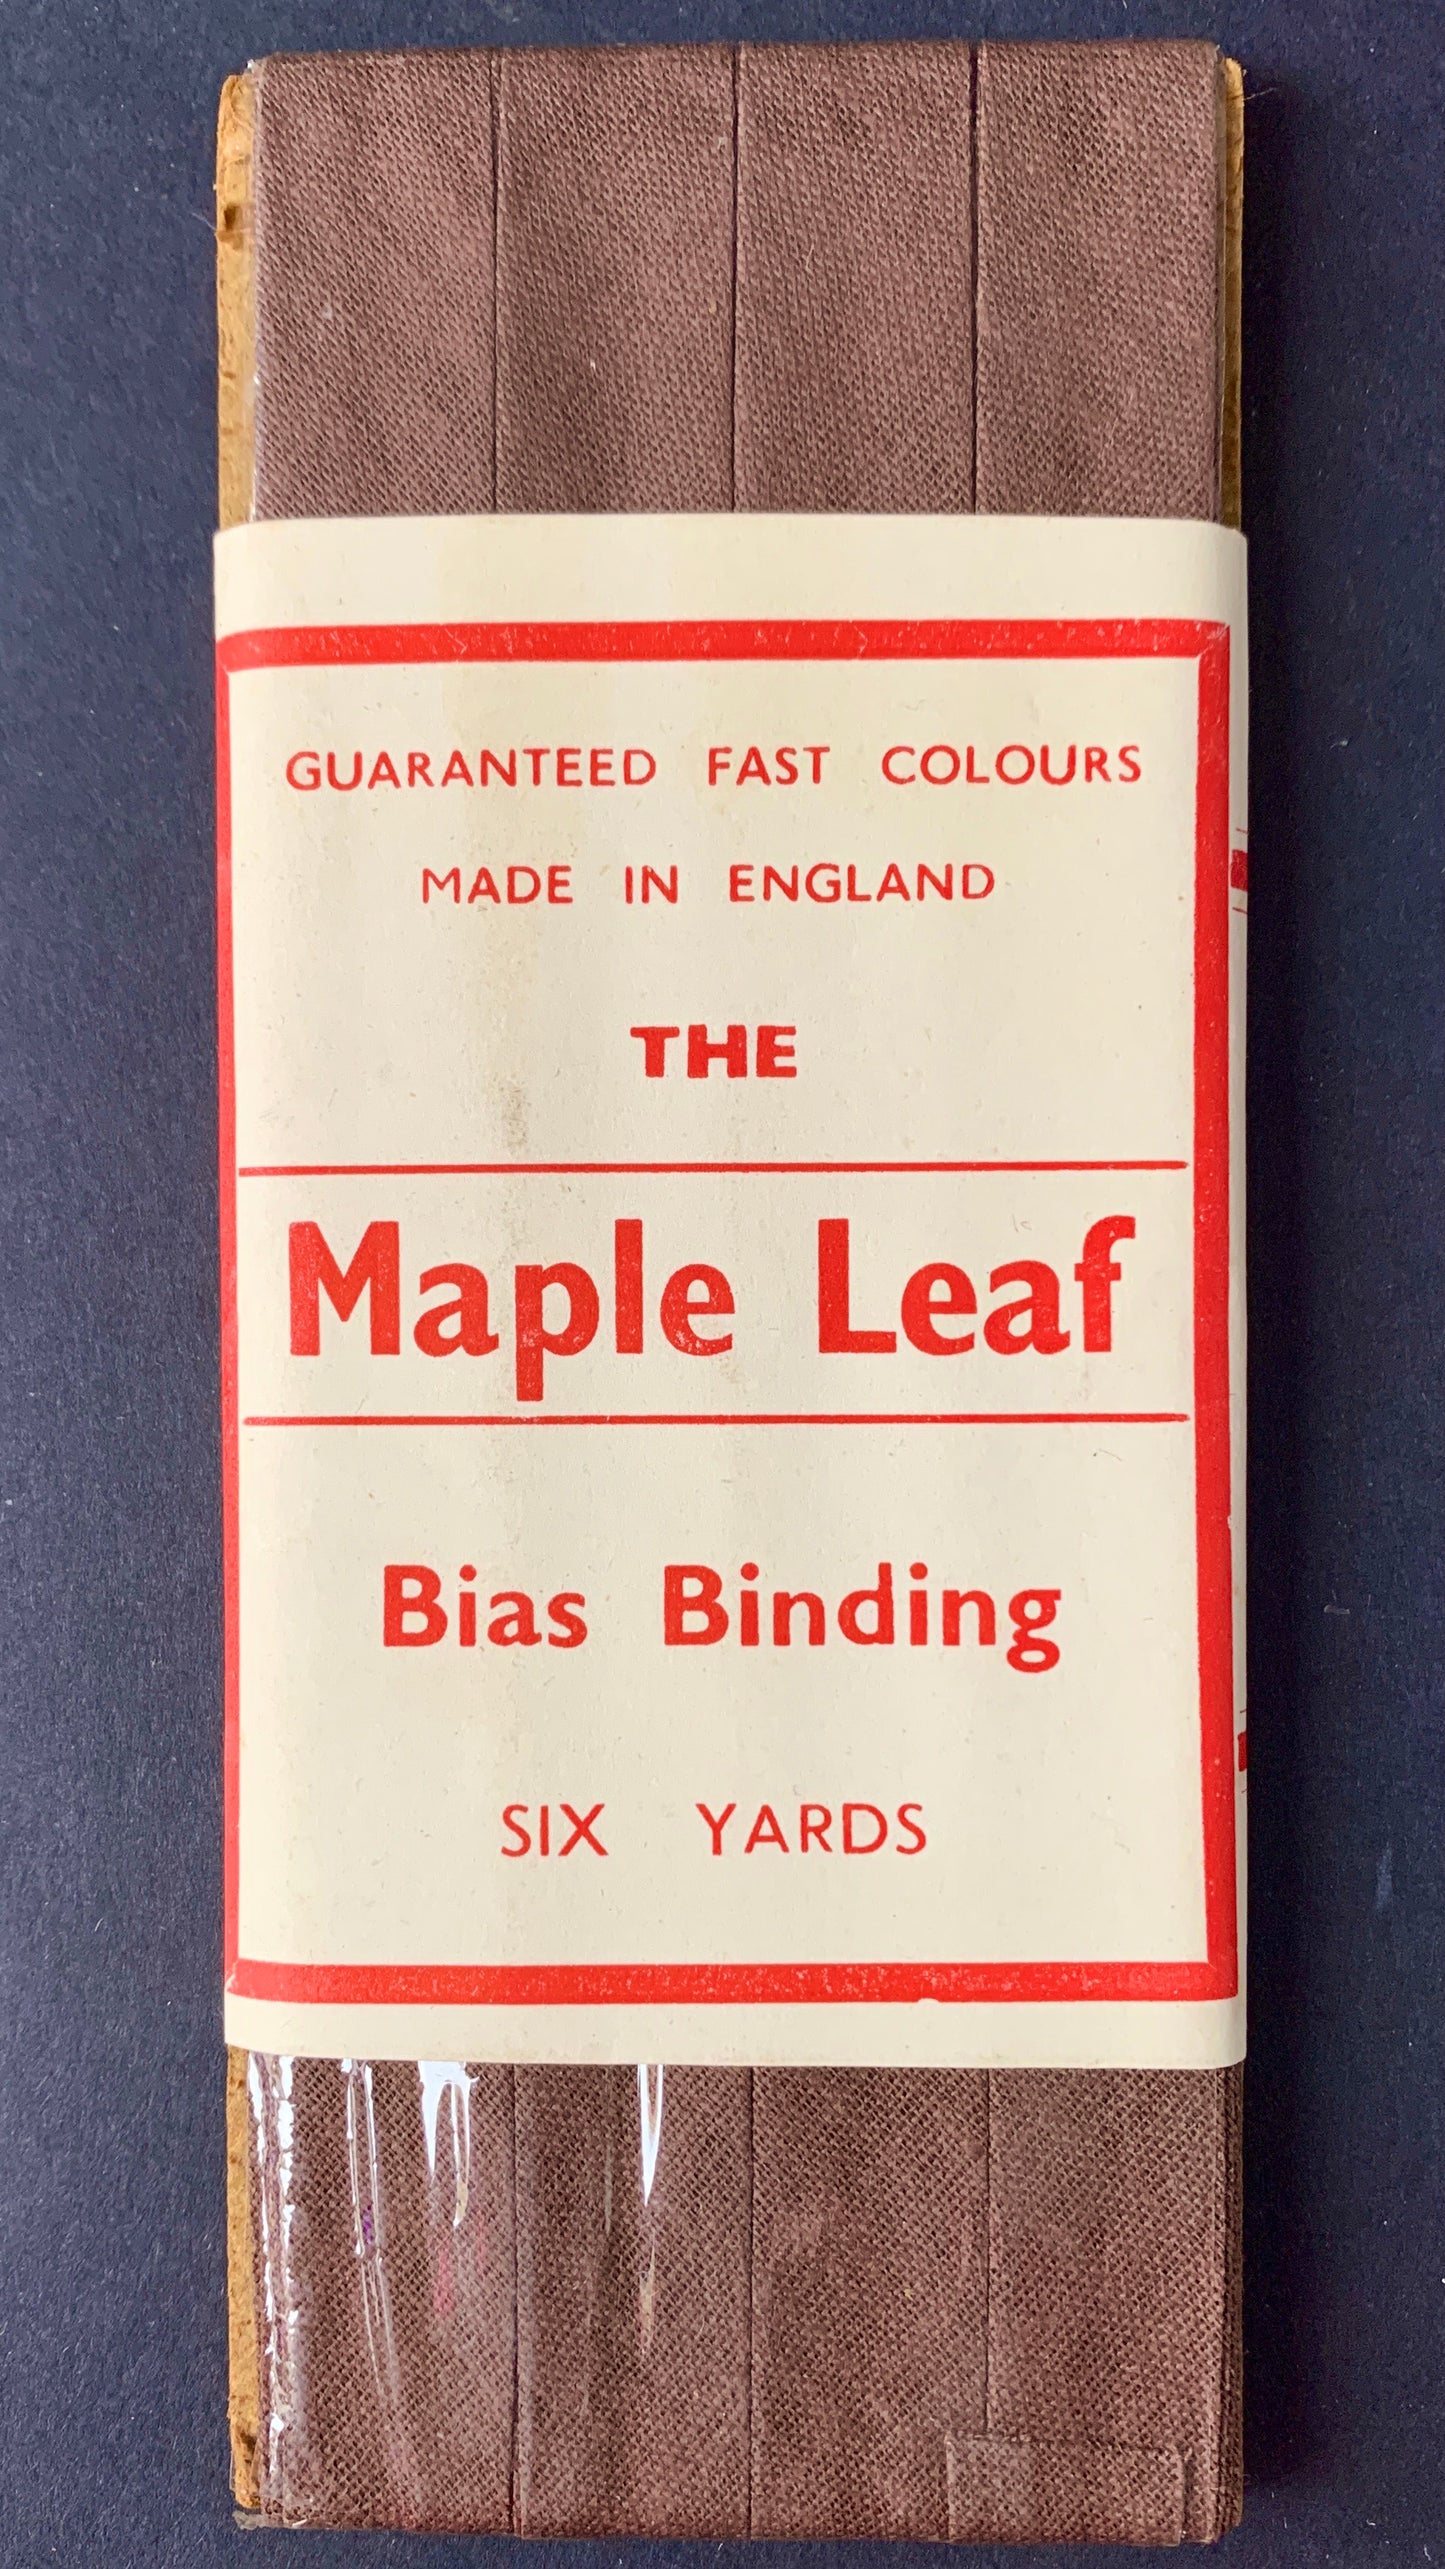 GUARANTEED FAST COLOURS
MADE IN ENGLAND
THE
Maple Leaf
Bias Binding
SIX YARDS